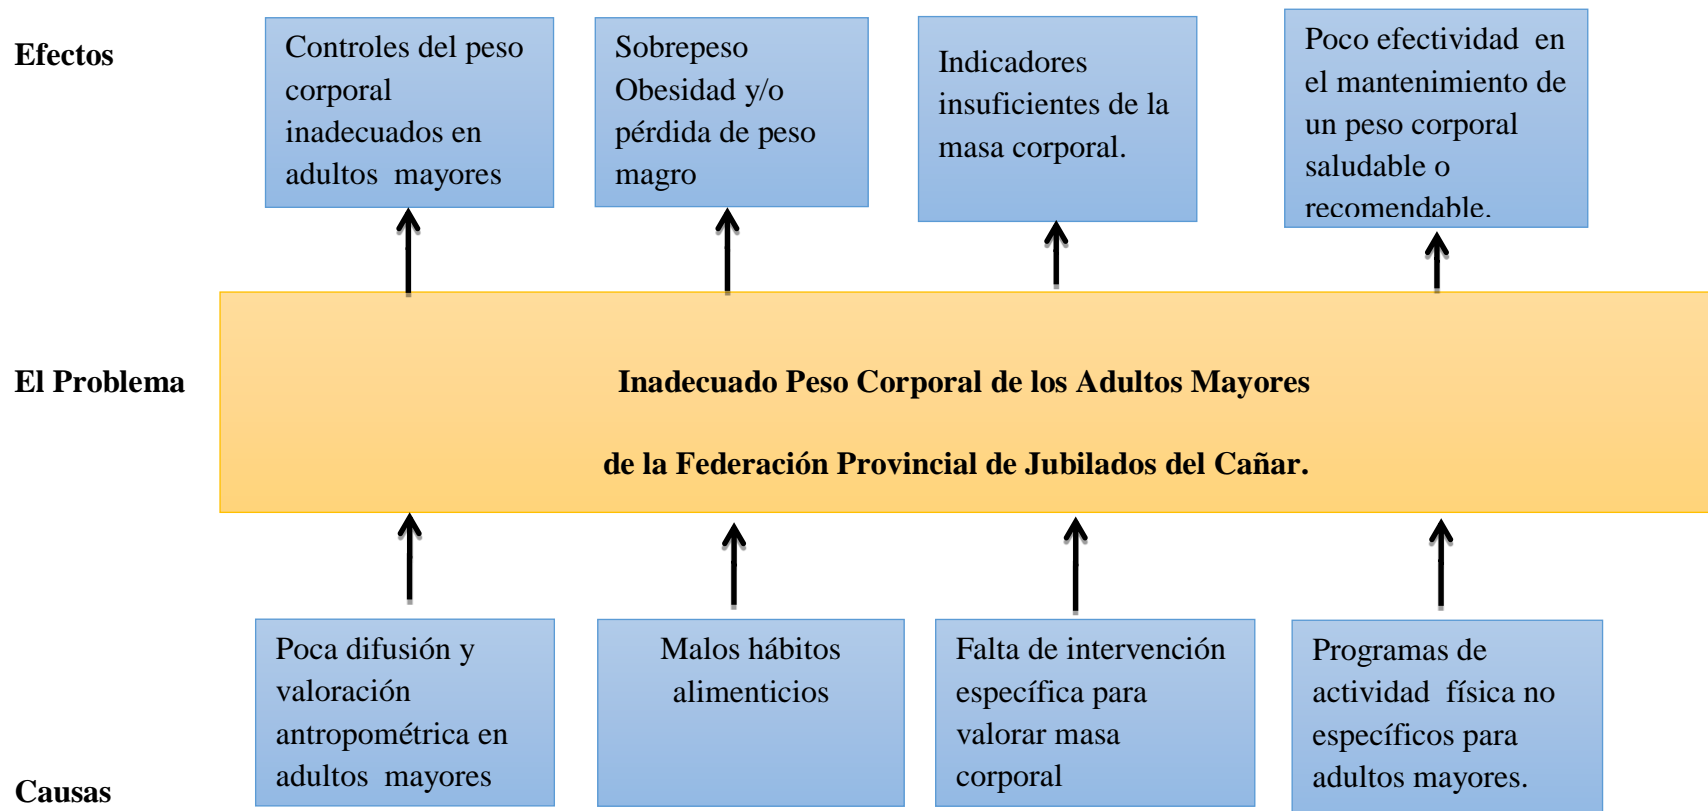 Efectos
Controles del peso
corporal
inadecuados en
adultos mayores
Sobrepeso
Obesidad y/o
pérdida de peso
magro
Indicadores
insuficientes de la
masa corporal.
Poco efectividad en
el mantenimiento de
un peso corporal
saludable o
recomendable.
El Problema
Inadecuado Peso Corporal de los Adultos Mayores
de la Federación Provincial de Jubilados del Cañar.
Poca difusión y
valoración
antropométrica en
adultos mayores
Malos hábitos
alimenticios
Falta de intervención
específica para
valorar masa
corporal
Programas de
actividad física no
específicos para
adultos mayores.
Causas